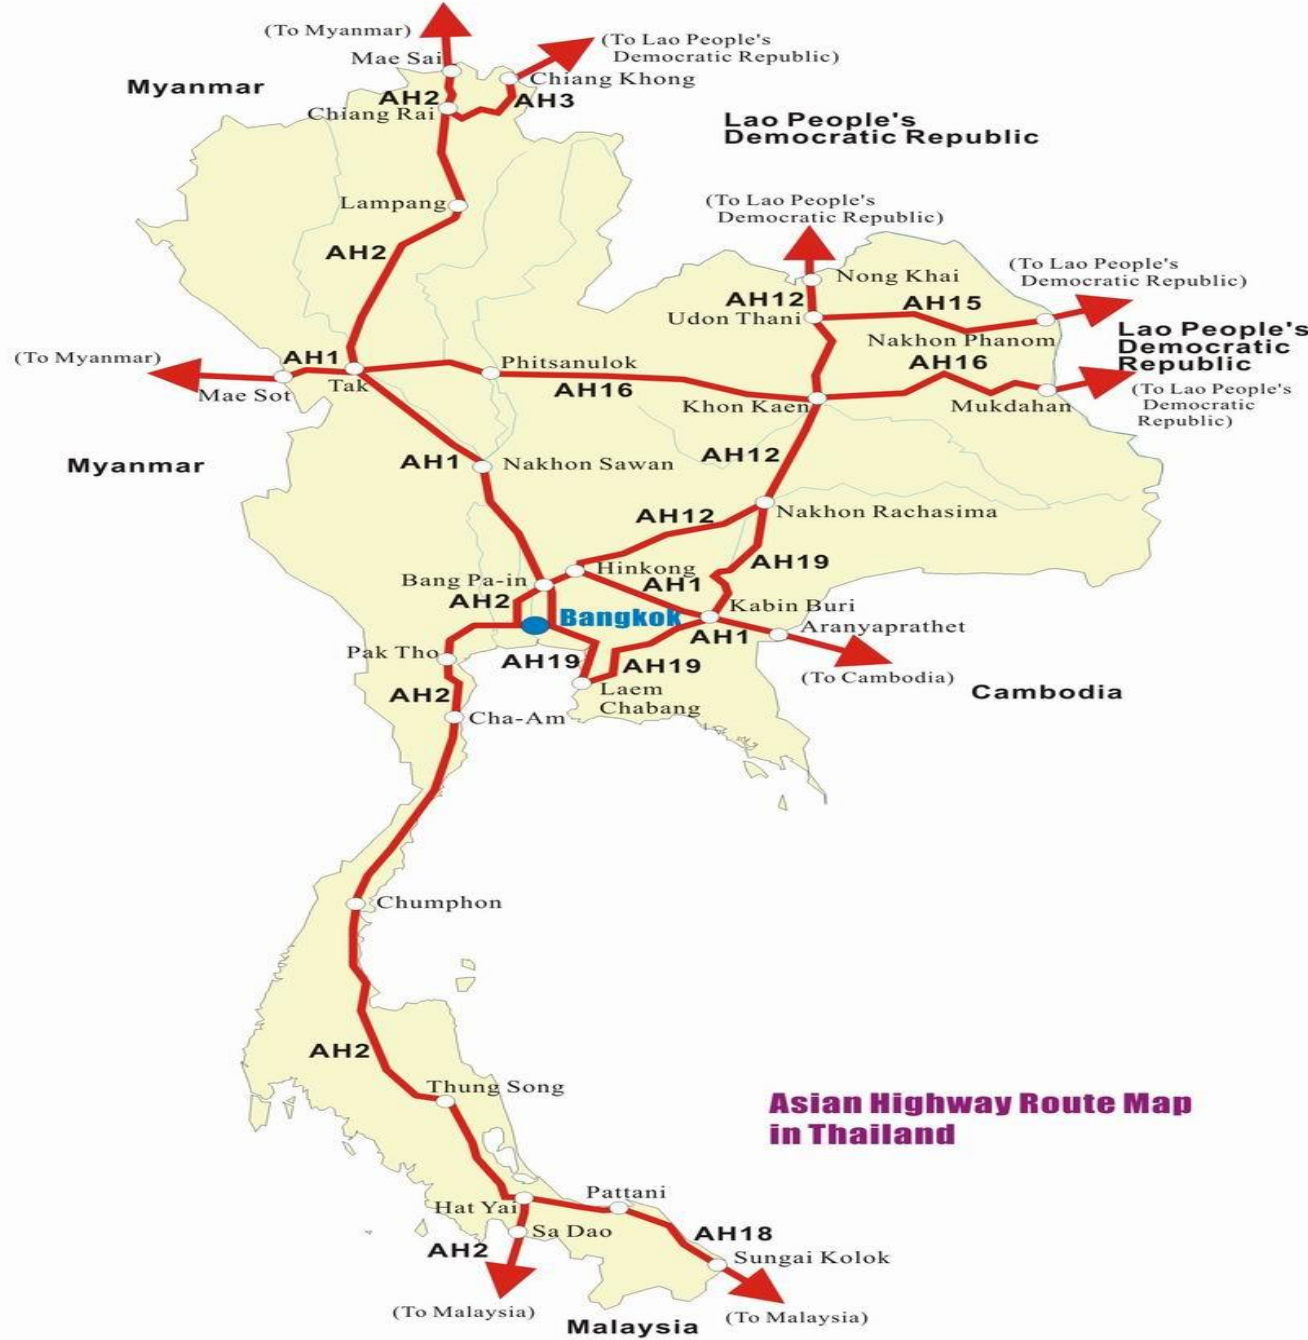 (To Myanmar)
(To Lao People's
Democratic Republic)
Mae Sai
Chiang Khong
Myanmar
AH2
AH3
Chiang Rai
Lao People's
Democratic Republic
Lampang
(To Lao People's
Democratic Republic)
AH2
Nong Khai
(To Lao People's
Democratic Republic)
AH12
AH15
Udon Thani
Nakhon Phanom
Lao People's
Democratic
Republic
(To Myanmar)
AH1
Phitsanulok
AH16
Mae Sot
Tak
AH16
Khon Kaen
Mukdahan
(To Lao People's
Democratic
Republic)
Myanmar
AH1
Nakhon Sawan
AH12
AH12
Nakhon Rachasima
AH19
Hinkong
Bang Pa-in
AH1
AH2
Kabin Buri
Bangkok
AH1
Aranyaprathet
Pak Tho
AH19
AH19
(To Cambodia)
AH2
Laem
Chabang
Cambodia
Cha-Am
Chumphon
AH2
Thung Song
Asian Highway Route Map
in Thailand
Pattani
Hat Yai
Sa Dao
AH18
AH2
Sungai Kolok
(To Malaysia)
(To Malaysia)
Malaysia